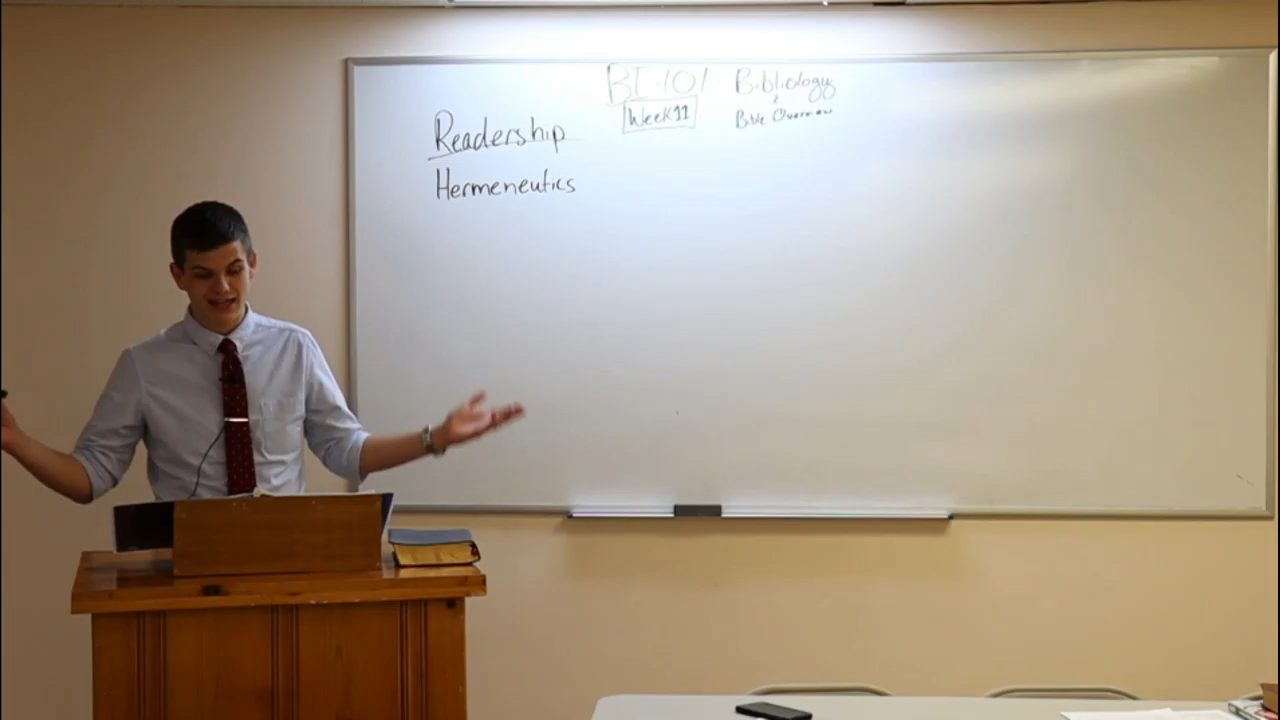 BI 101 Bibliology
&
Week 11 Bible Overview
Readership
Hermeneutics